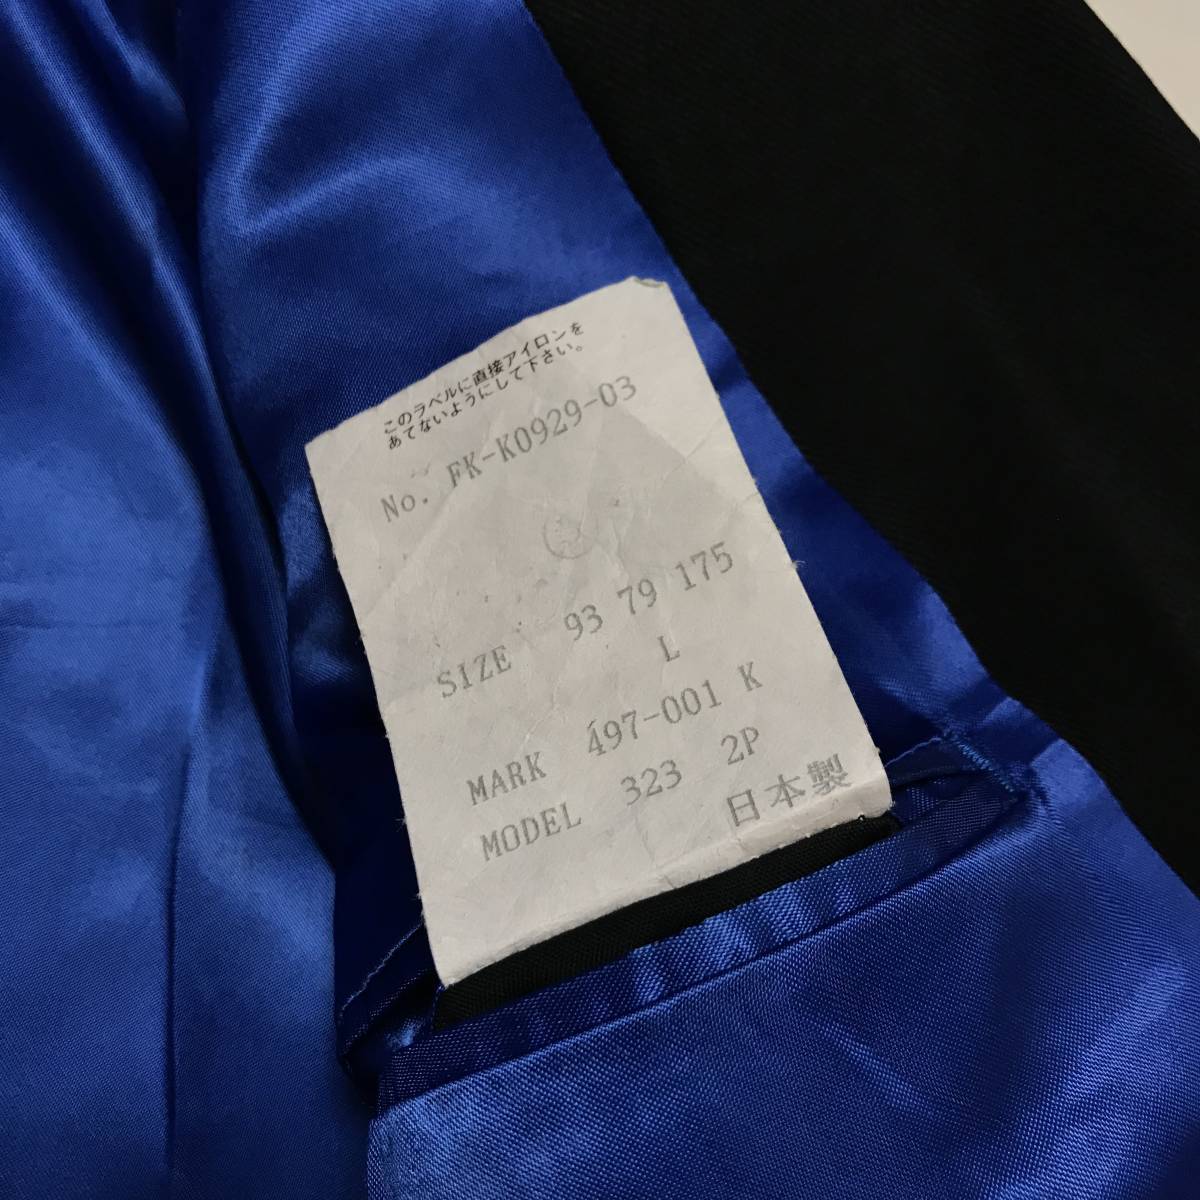 このラベルに直接アイロンを
あてないようにして下さい。
No. FK-K0929-03
SIZE 93 79 175
L
MARK 497-001 K
MODEL 323 2P
日本製